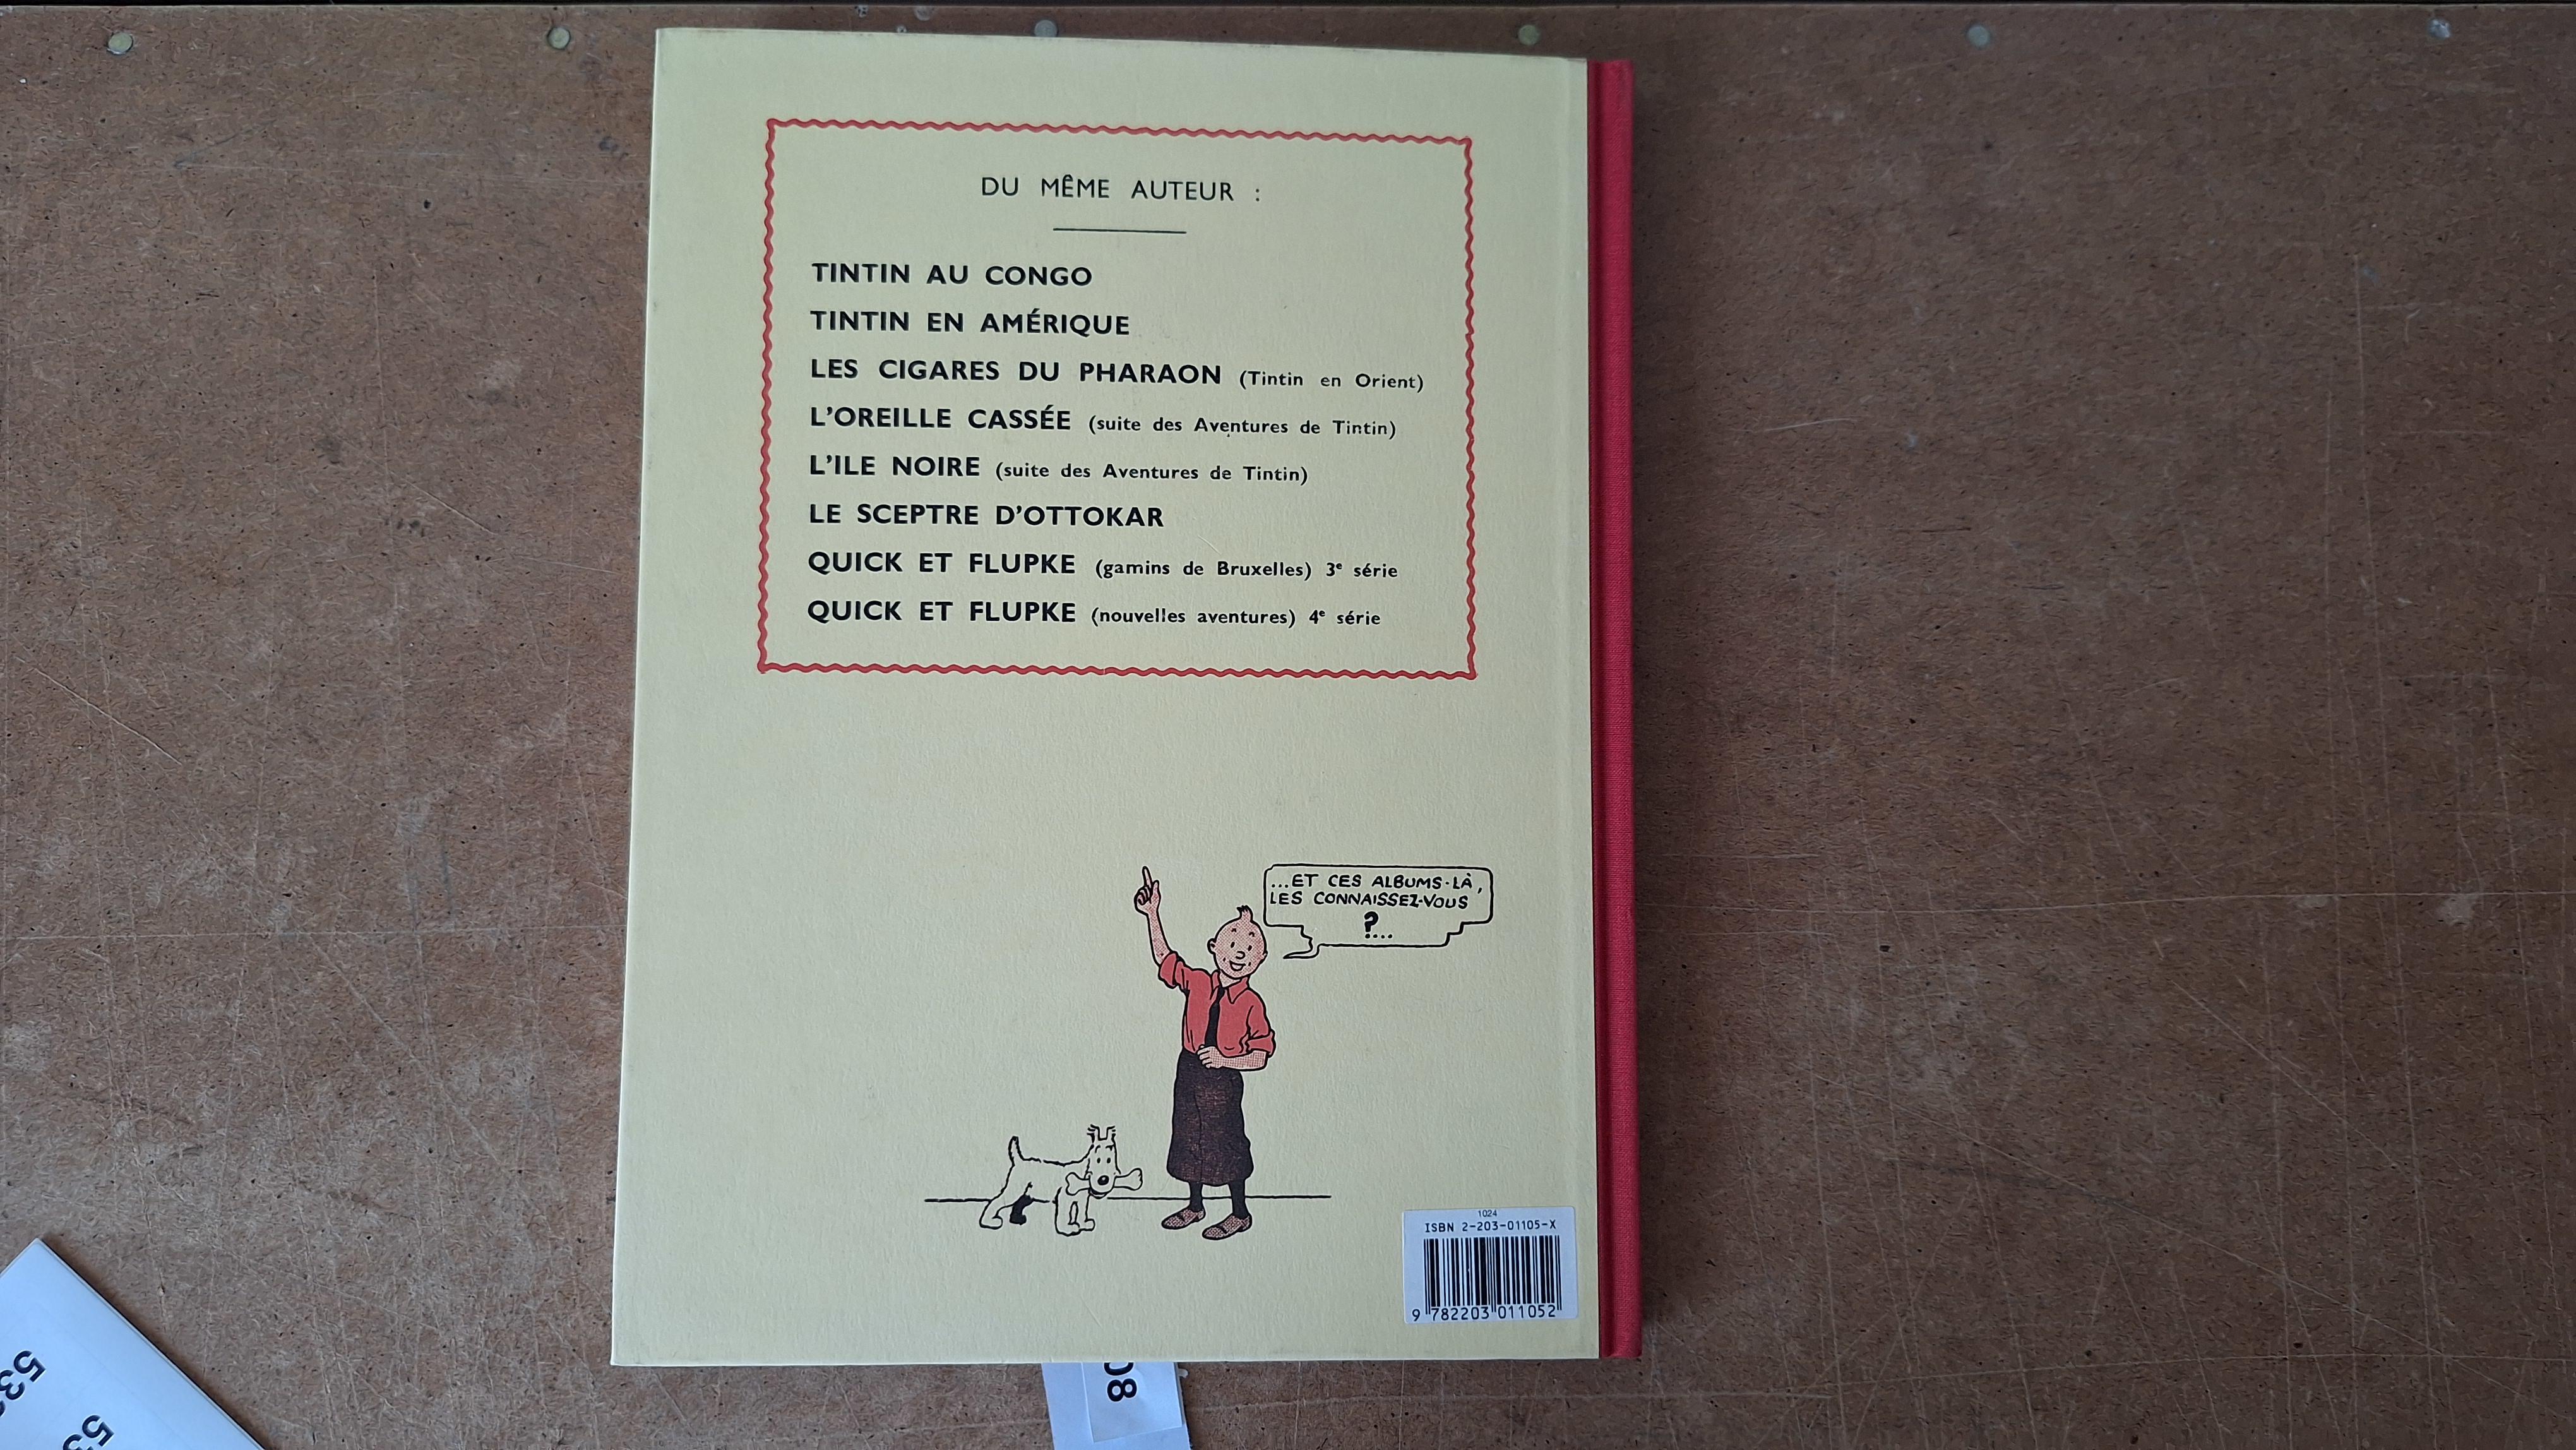 DU MÊME AUTEUR :
TINTIN AU CONGO
TINTIN EN AMÉRIQUE
LES CIGARES DU PHARAON (Tintin en Orient)
L'OREILLE CASSÉE (suite des Aventures de Tintin)
L'ILE NOIRE (suite des Aventures de Tintin)
LE SCEPTRE D'OTTOKAR
QUICK ET FLUPKE (gamins de Bruxelles) 3e série
QUICK ET FLUPKE (nouvelles aventures) 4e série
...ET CES ALBUMS-LÀ,
LES CONNAISSEZ-VOUS
?...
1024
ISBN 2-203-01105-X
9 782203 011052
08
53
53